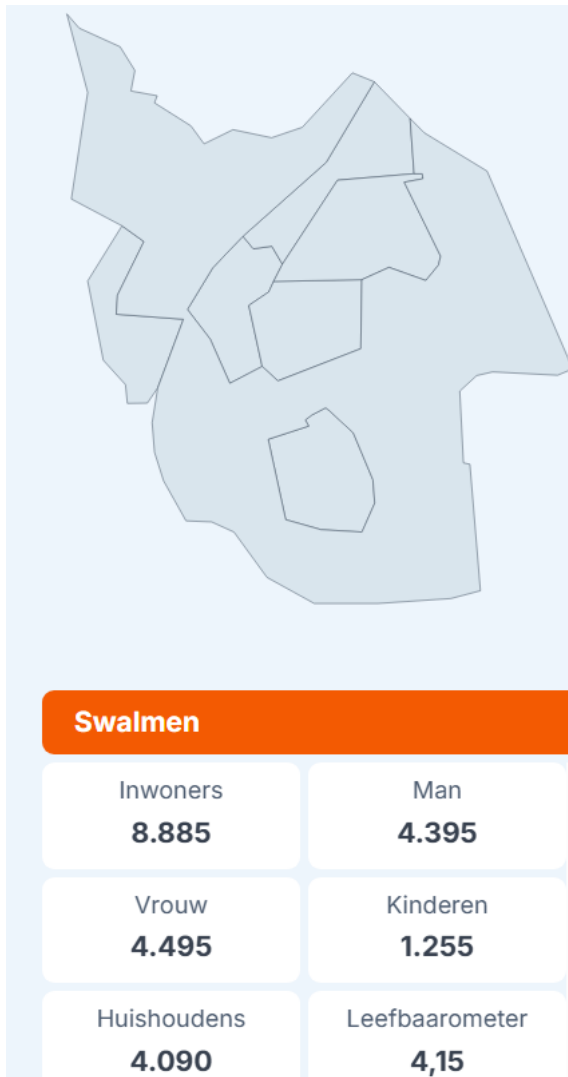 Swalmen
Inwoners
8.885
Man
4.395
Vrouw
4.495
Kinderen
1.255
Huishoudens
4.090
Leefbaarometer
4,15